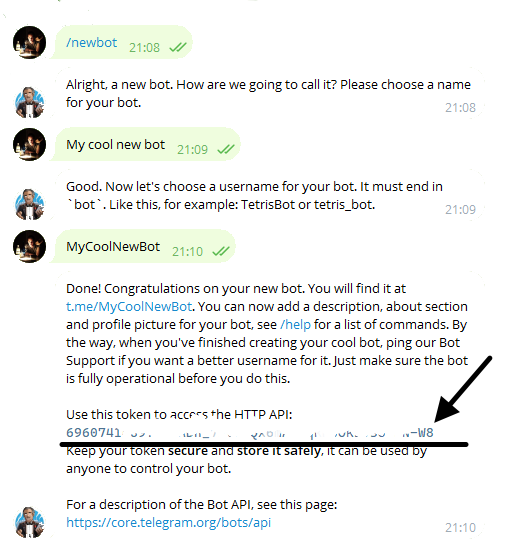 /newbot
21:08
Alright, a new bot. How are we going to call it? Please choose a name
for your bot.
21:08
My cool new bot
21:09
Good. Now let's choose a username for your bot. It must end in
`bot`. Like this, for example: TetrisBot or tetris_bot.
21:09
MyCoolNewBot
21:10
Done! Congratulations on your new bot. You will find it at
t.me/MyCoolNewBot. You can now add a description, about section
and profile picture for your bot, see /help for a list of commands. By
the way, when you've finished creating your cool bot, ping our Bot
Support if you want a better username for it. Just make sure the bot
is fully operational before you do this.
Use this token to access the HTTP API:
Keep your token secure and store it safely, it can be used by
anyone to control your bot.
For a description of the Bot API, see this page:
https://core.telegram.org/bots/api
21:10